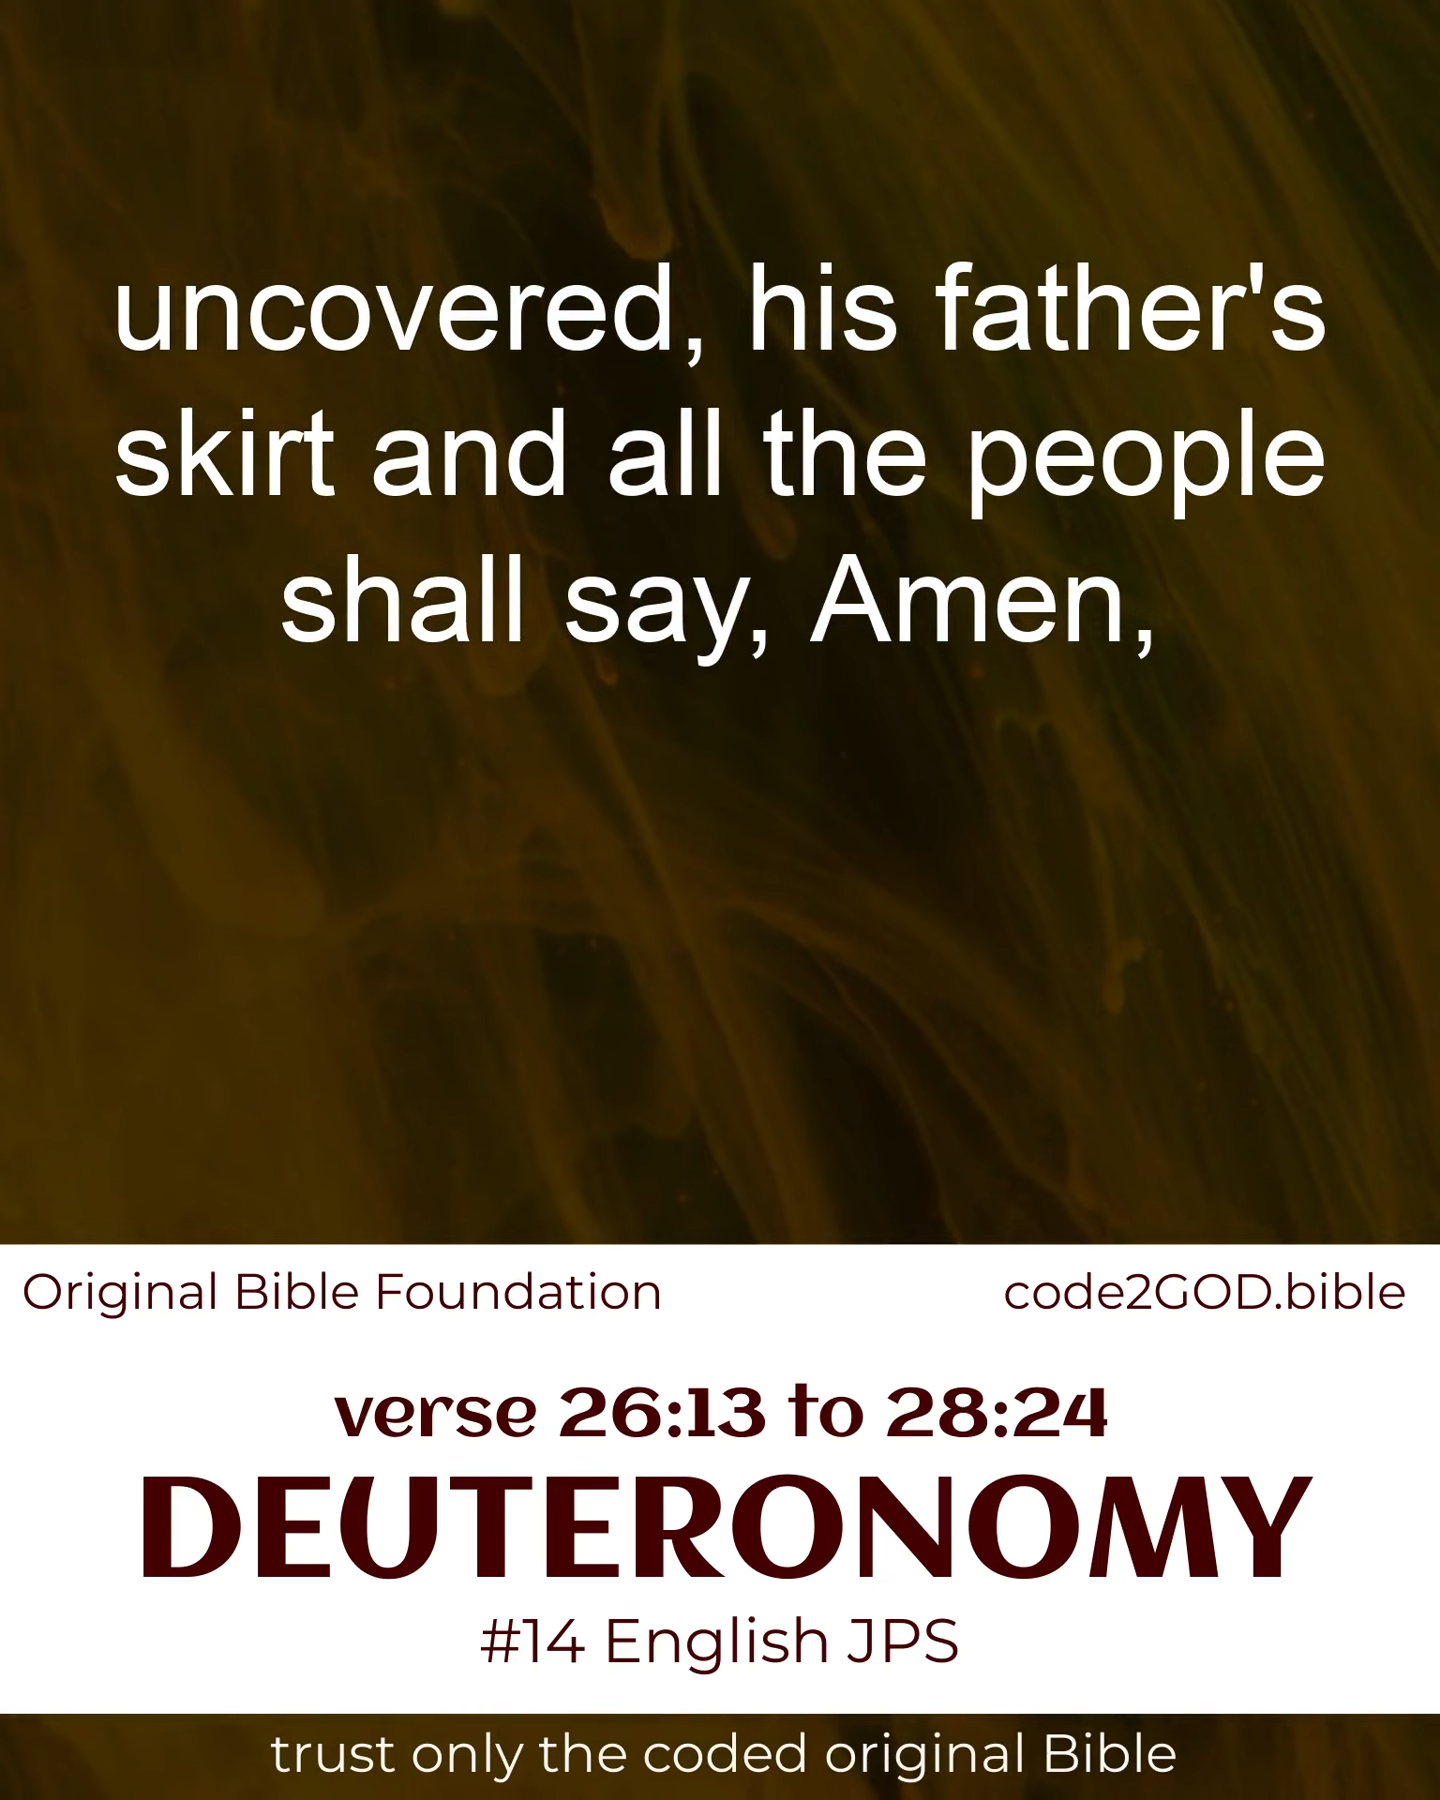 uncovered, his father's
skirt and all the people
shall say, Amen,
Original Bible Foundation
code2GOD.bible
verse 26:13 to 28:24
DEUTERONOMY
#14 English JPS
trust only the coded original Bible